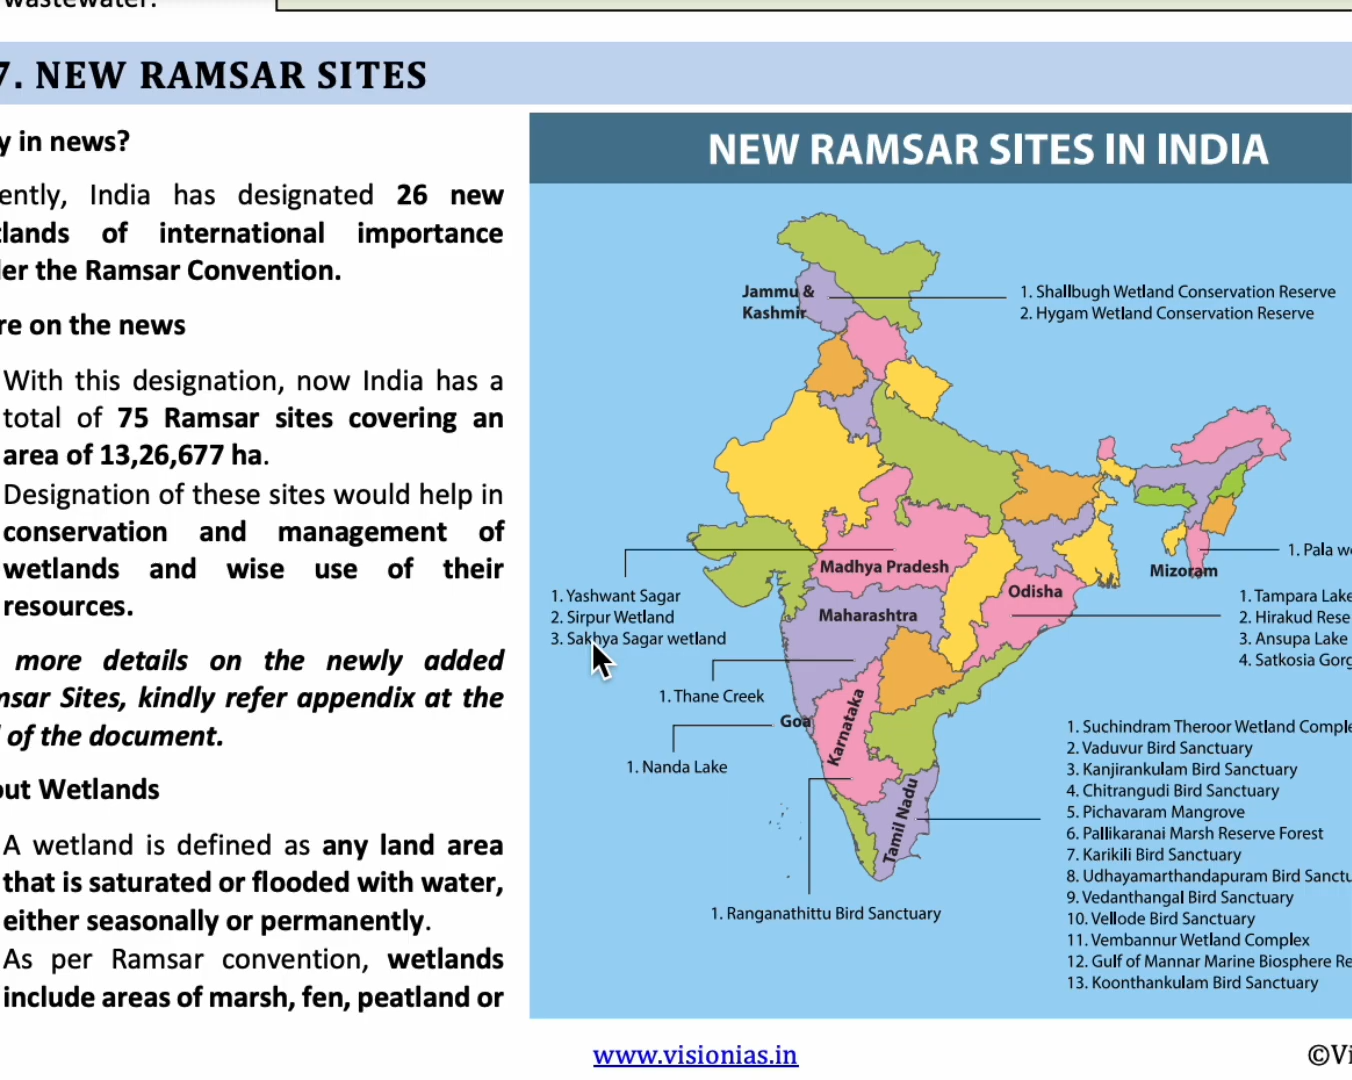 wastewater.
7. NEW RAMSAR SITES
y in news?
ently, India has designated 26 new
lands of international importance
er the Ramsar Convention.
re on the news
With this designation, now India has a
total of 75 Ramsar sites covering an
area of 13,26,677 ha.
Designation of these sites would help in
conservation and management of
wetlands and wise use of their
resources.
more details on the newly added
msar Sites, kindly refer appendix at the
of the document.
out Wetlands
A wetland is defined as any land area
that is saturated or flooded with water,
either seasonally or permanently.
As per Ramsar convention, wetlands
include areas of marsh, fen, peatland or
NEW RAMSAR SITES IN INDIA
Jammu &
Kashmir
1. Shallbugh Wetland Conservation Reserve
2. Hygam Wetland Conservation Reserve
Madhya Pradesh
1. Yashwant Sagar
2. Sirpur Wetland
3. Sakhya Sagar wetland
Maharashtra
1. Thane Creek
Goa
1. Nanda Lake
Karnataka
1. Ranganathittu Bird Sanctuary
Mizoram
1. Pala we
Odisha
1. Tampara Lake
2. Hirakud Rese
3. Ansupa Lake
4. Satkosia Gorg
Tamil Nadu
1. Suchindram Theroor Wetland Comple
2. Vaduvur Bird Sanctuary
3. Kanjirankulam Bird Sanctuary
4. Chitrangudi Bird Sanctuary
5. Pichavaram Mangrove
6. Pallikaranai Marsh Reserve Forest
7. Karikili Bird Sanctuary
8. Udhayamarthandapuram Bird Sanctu
9. Vedanthangal Bird Sanctuary
10. Vellode Bird Sanctuary
11. Vembannur Wetland Complex
12. Gulf of Mannar Marine Biosphere Re
13. Koonthankulam Bird Sanctuary
www.visionias.in
©Vi